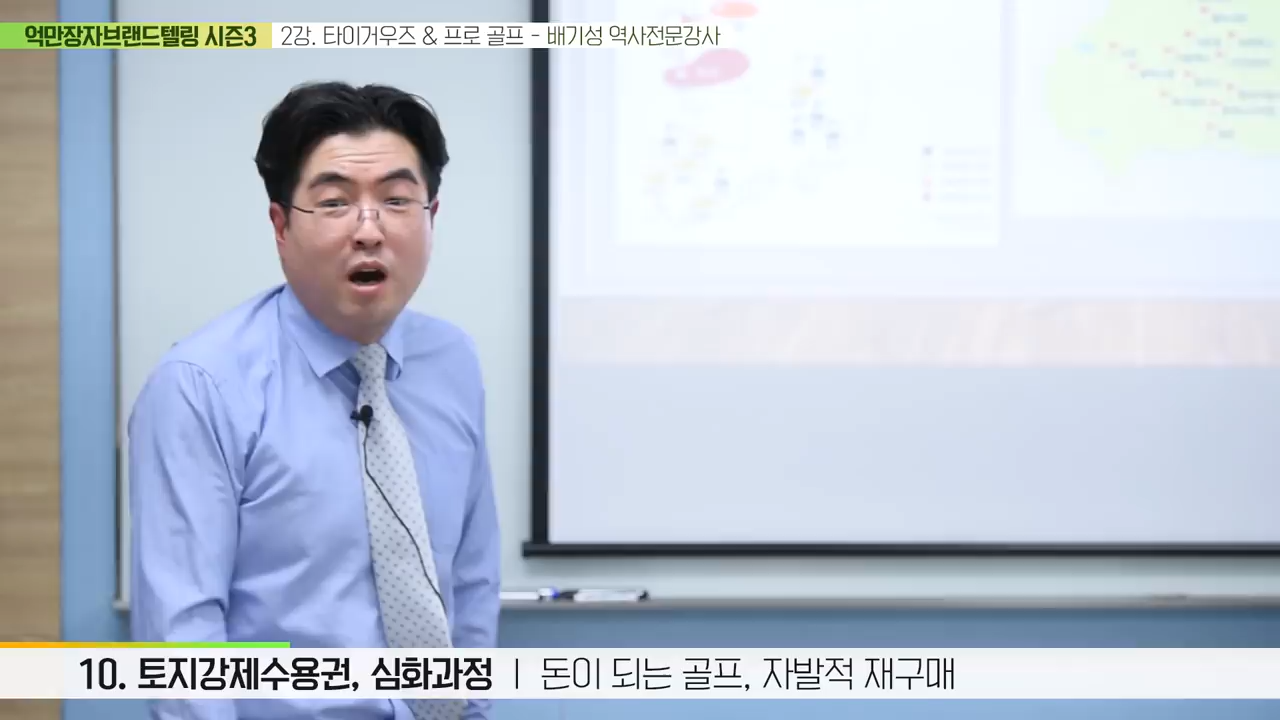 억만장자브랜드텔링 시즌3 2강. 타이거우즈 & 프로 골프 - 배기성 역사전문강사
10. 토지강제수용권, 심화과정 | 돈이 되는 골프, 자발적 재구매